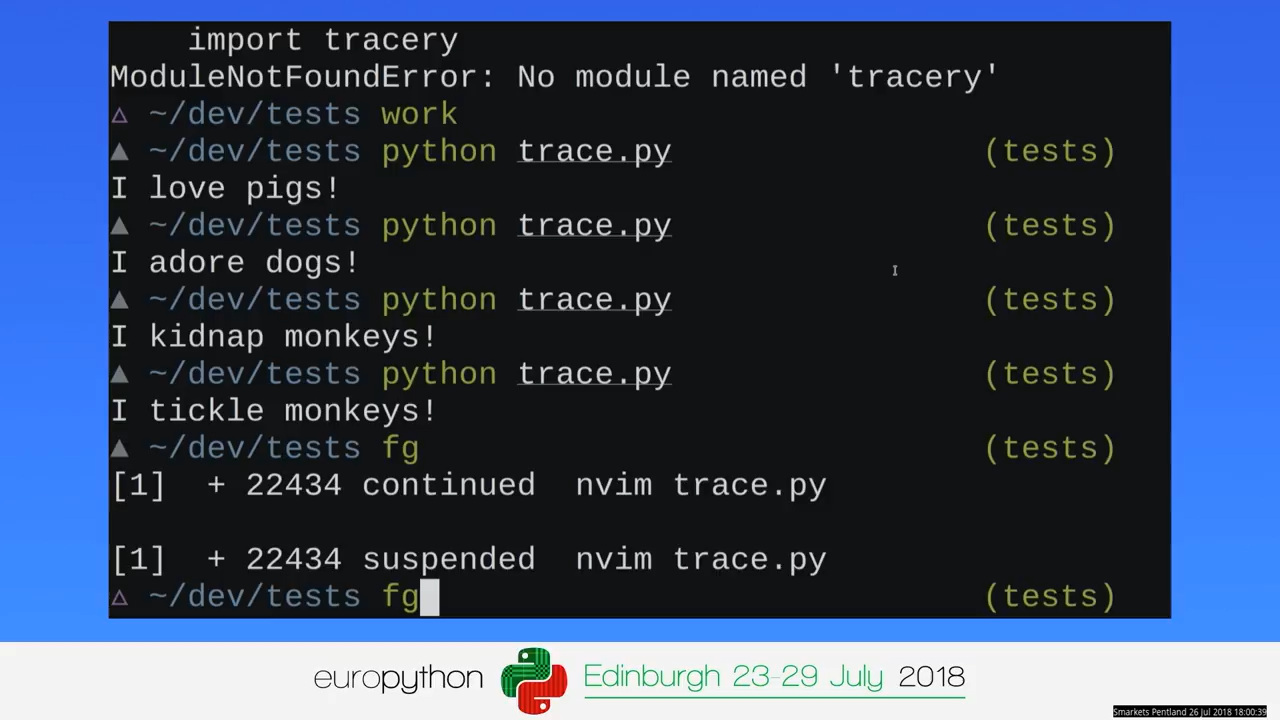 import tracery
ModuleNotFoundError: No module named 'tracery'
△ ~/dev/tests work
▲ ~/dev/tests python trace.py (tests)
I love pigs!
▲ ~/dev/tests python trace.py (tests)
I adore dogs!
▲ ~/dev/tests python trace.py (tests)
I kidnap monkeys!
▲ ~/dev/tests python trace.py (tests)
I tickle monkeys!
▲ ~/dev/tests fg (tests)
[1]  + 22434 continued  nvim trace.py
[1]  + 22434 suspended  nvim trace.py
△ ~/dev/tests fg (tests)
europython Edinburgh 23-29 July 2018
Smarkets Pentland 26 Jul 2018 18:00:39